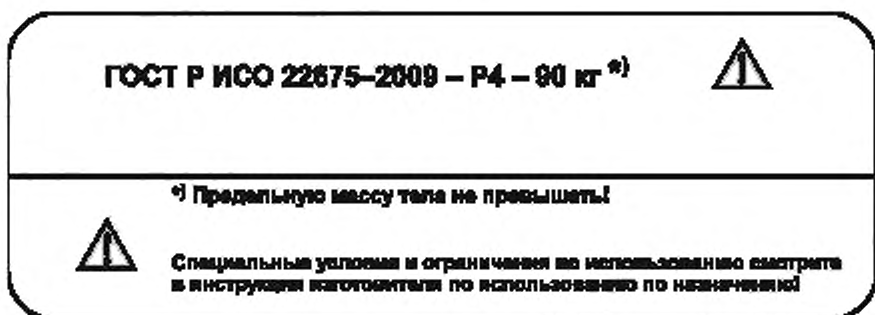 ГОСТ Р ИСО 22675–2009 – Р4 – 90 кг *)
*) Предельную массу тела не превышать!
Специальные условия и ограничения по использованию смотрите
в инструкции изготовителя по использованию по назначению!